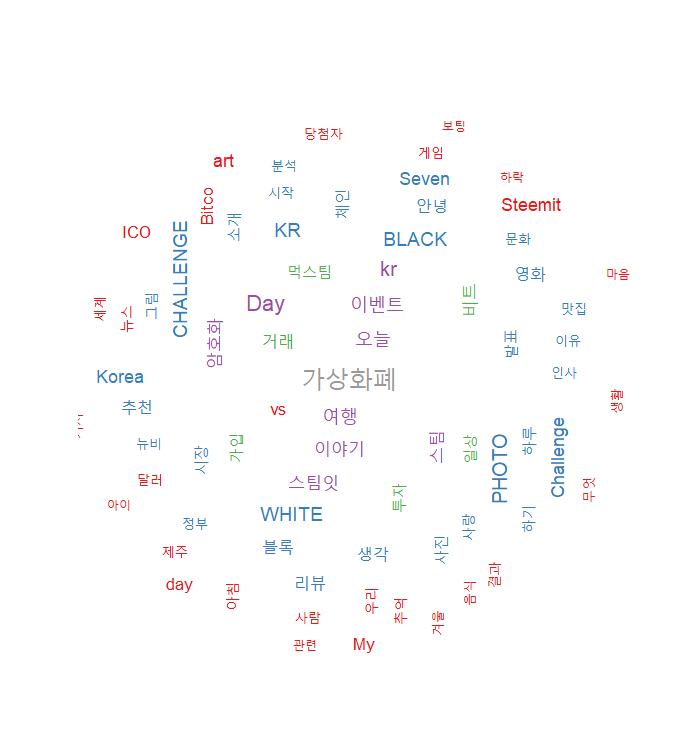 보팅
당첨자
게임
art
분석
Seven
하락
시작
Bitco
체인
안녕
Steemit
소개
ICO
CHALLENGE
KR
BLACK
문화
먹스팀
kr
영화
마음
세계
뉴스
그림
Day
이벤트
비트
맛집
암호화
거래
오늘
발표
이유
Korea
가상화폐
인사
추천
vs
여행
생활
뉴비
시장
가입
이야기
스팀
일상
PHOTO
하루
Challenge
달러
스팀잇
투자
무엇
아이
정부
WHITE
사랑
하기
제주
블록
생각
사진
day
아침
리뷰
우리
추억
음식
결과
사람
겨울
관련
My